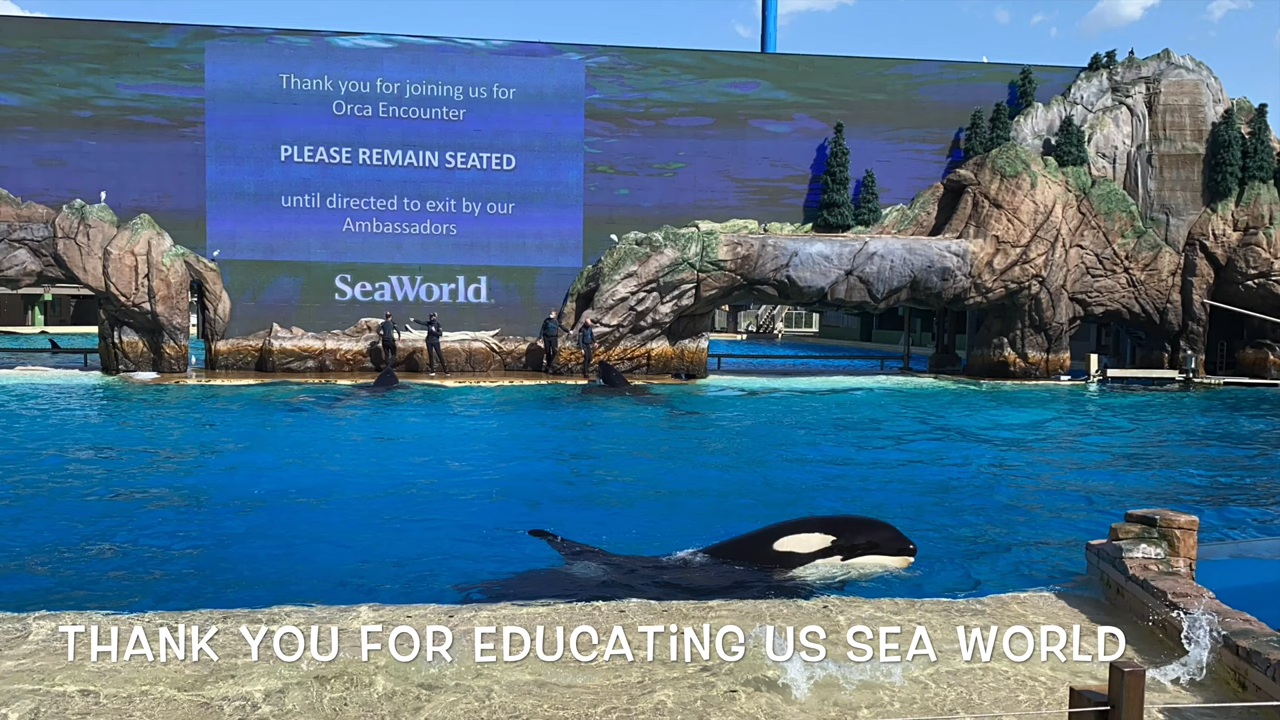 Thank you for joining us for
Orca Encounter
PLEASE REMAIN SEATED
until directed to exit by our
Ambassadors
SeaWorld
THANK YOU FOR EDUCATiNG US SEA WORLD